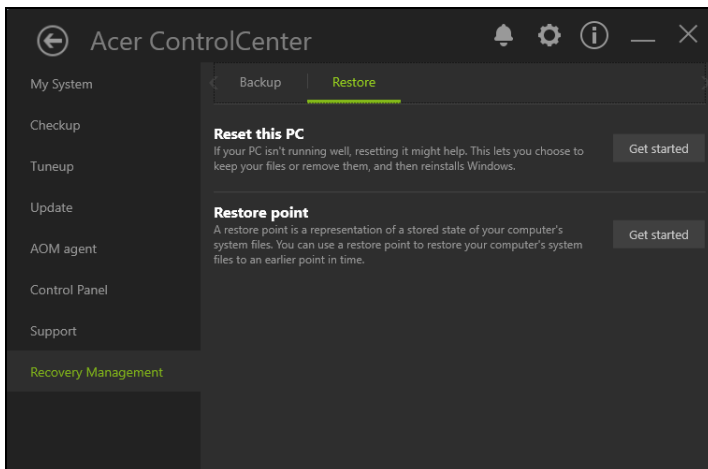 Acer ControlCenter
My System
Checkup
Tuneup
Update
AOM agent
Control Panel
Support
Recovery Management
Backup
Restore
Reset this PC
If your PC isn't running well, resetting it might help. This lets you choose to
keep your files or remove them, and then reinstalls Windows.
Get started
Restore point
A restore point is a representation of a stored state of your computer's
system files. You can use a restore point to restore your computer's system
files to an earlier point in time.
Get started